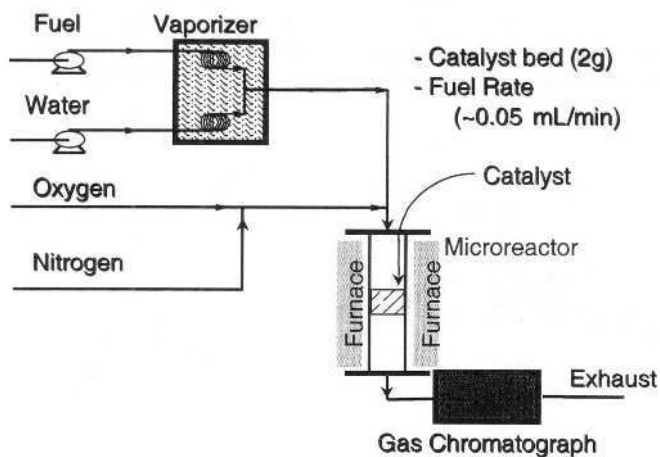 Fuel
Vaporizer
- Catalyst bed (2g)
- Fuel Rate
(~0.05 mL/min)
Water
Oxygen
Catalyst
Nitrogen
Microreactor
Furnace
Furnace
Exhaust
Gas Chromatograph